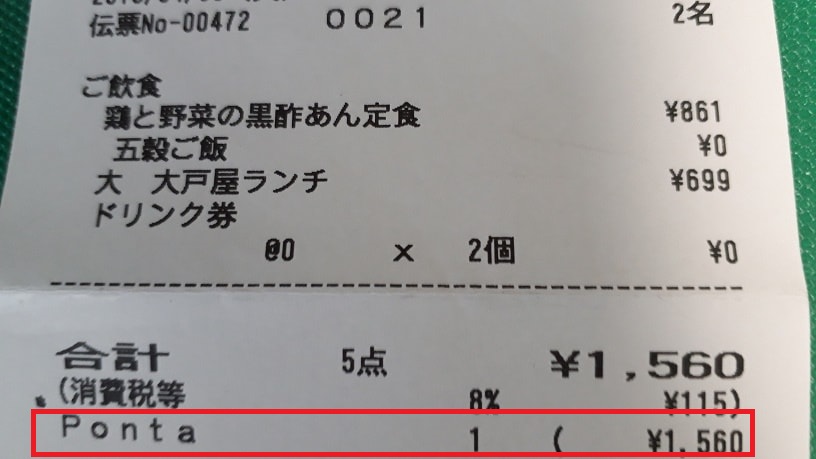 伝票No-00472 0021 2名
ご飲食
鶏と野菜の黒酢あん定食 ¥861
五穀ご飯 ¥0
大 大戸屋ランチ ¥699
ドリンク券
@0 x 2個 ¥0
合計 5点 ¥1,560
(消費税等 8% ¥115)
Ponta 1 ( ¥1,560